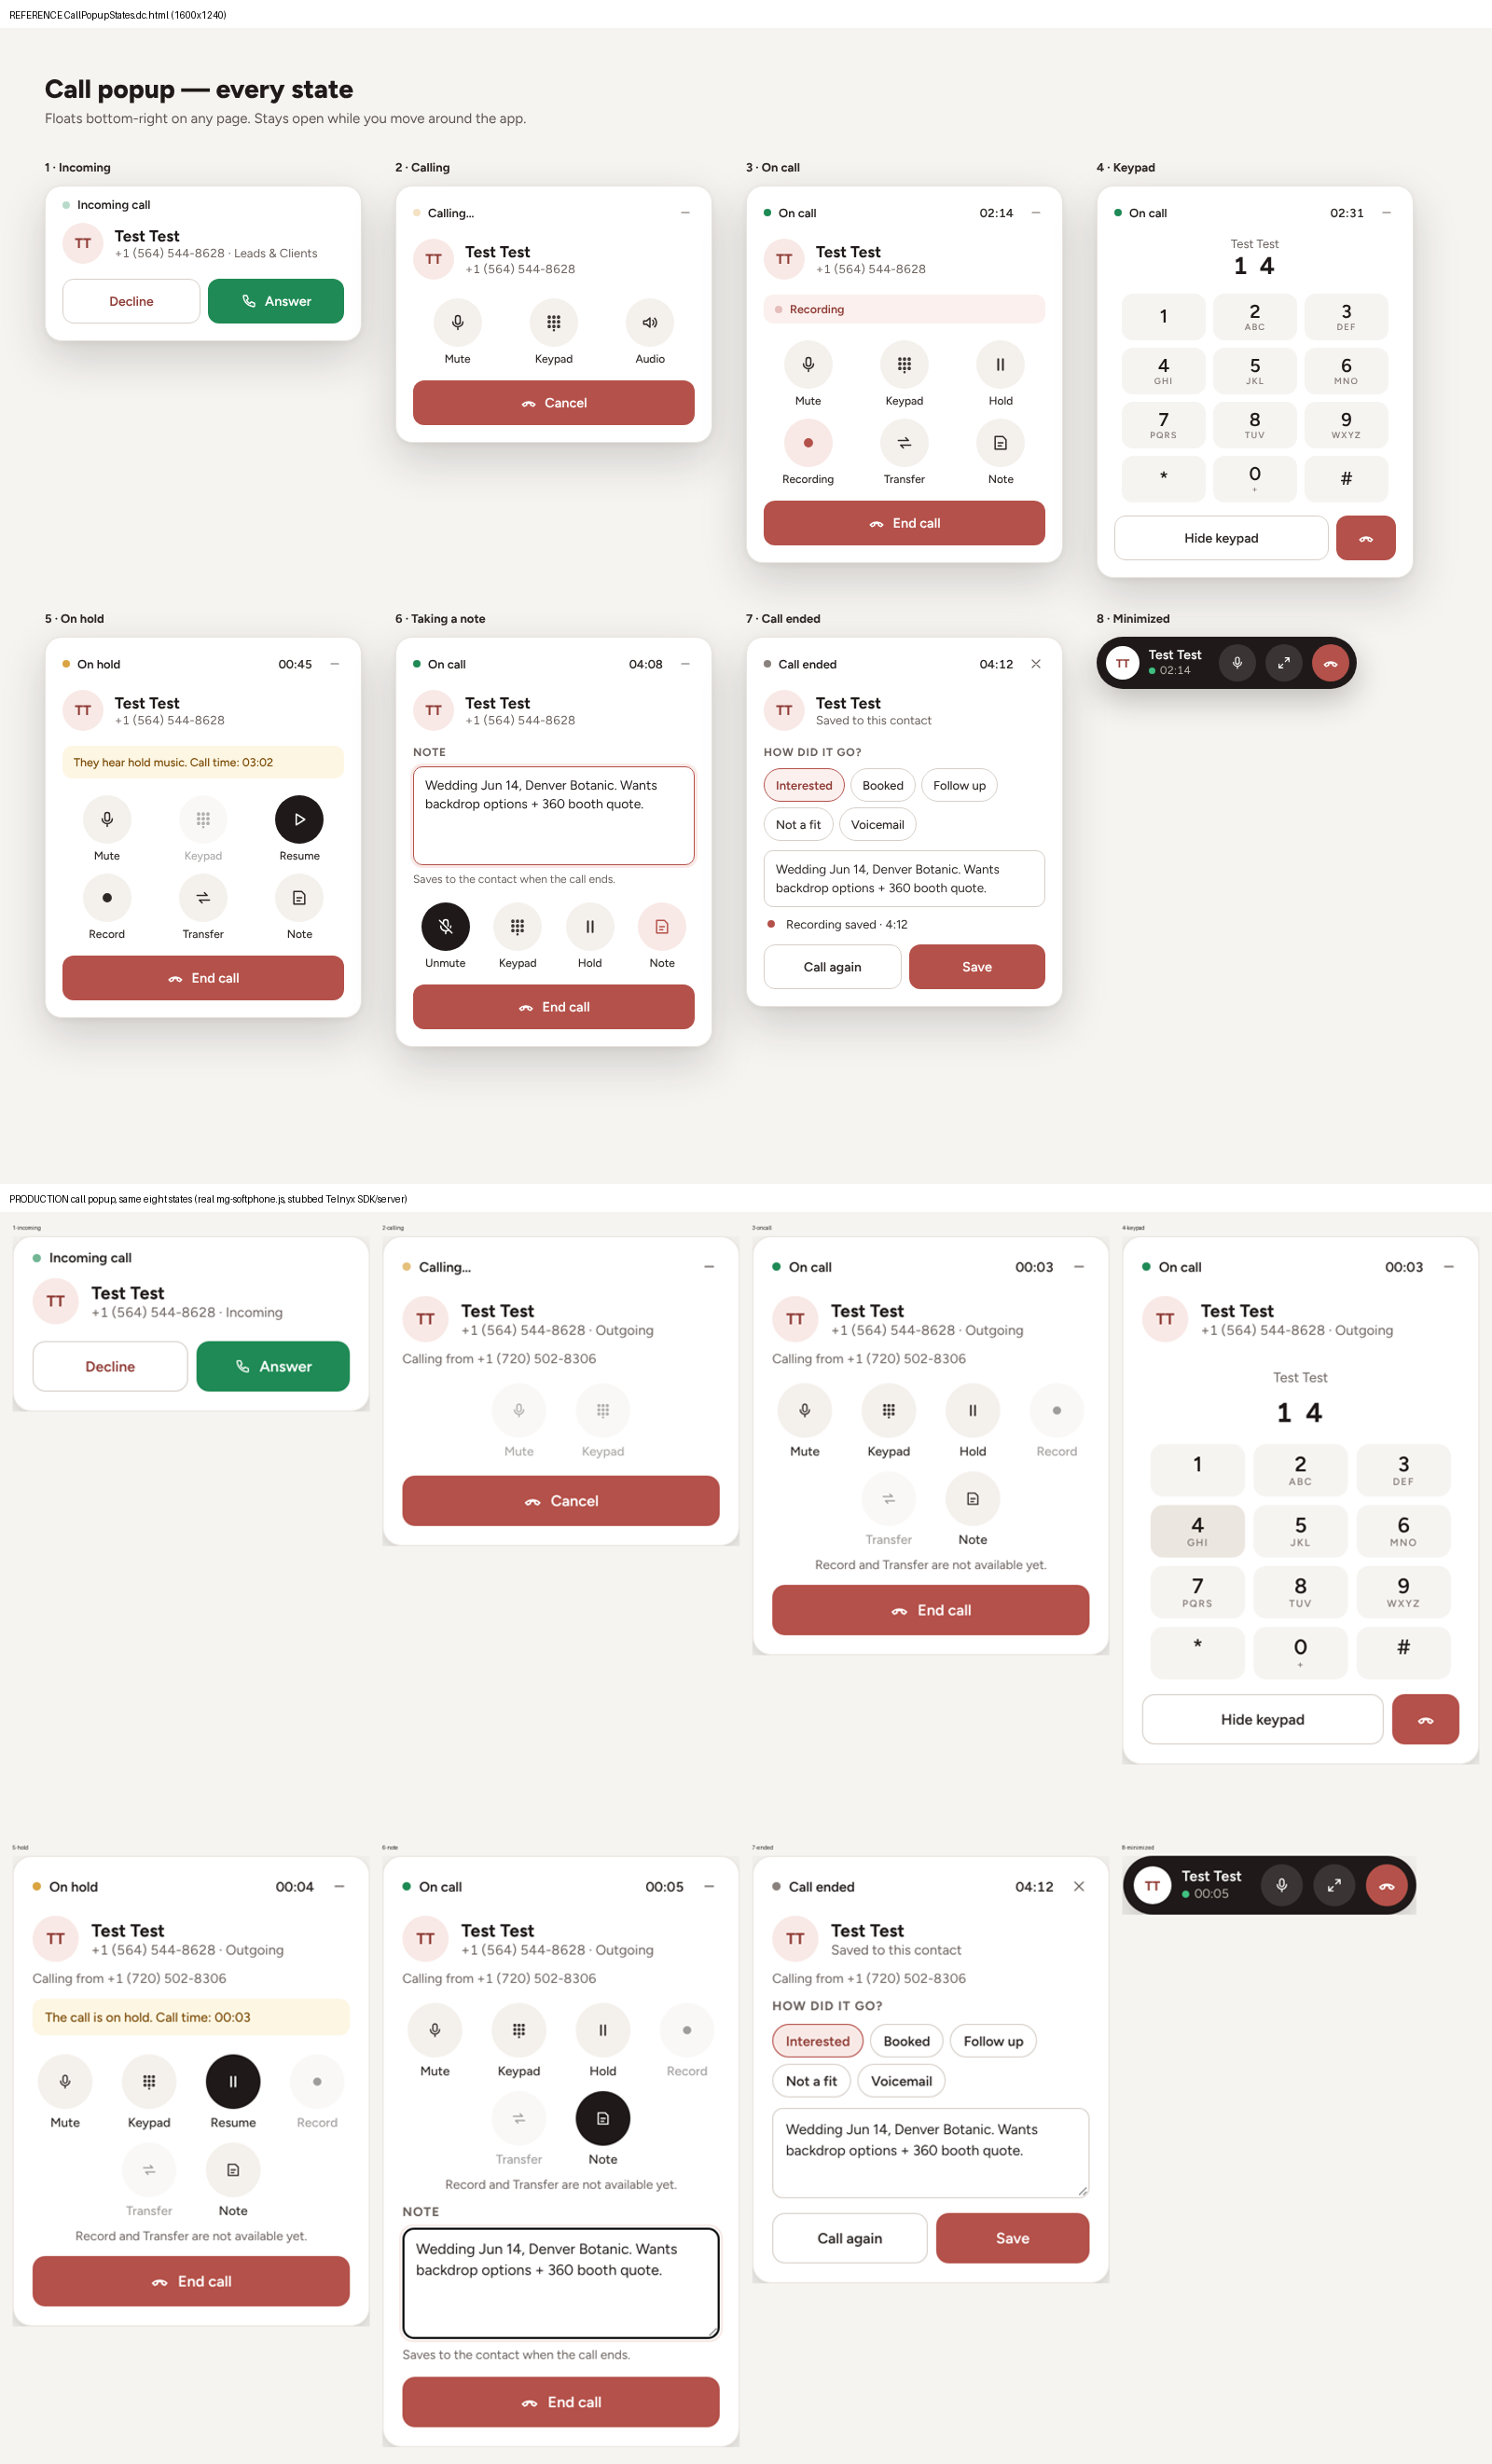 REFERENCE CallPopupStates.dc.html (1600x1240)
Call popup — every state
Floats bottom-right on any page. Stays open while you move around the app.
1 · Incoming
Incoming call
TT
Test Test
+1 (564) 544-8628 · Leads & Clients
Decline
Answer
2 · Calling
Calling...
TT
Test Test
+1 (564) 544-8628
Mute
Keypad
Audio
Cancel
3 · On call
On call
02:14
TT
Test Test
+1 (564) 544-8628
Recording
Mute
Keypad
Hold
Recording
Transfer
Note
End call
4 · Keypad
On call
02:31
Test Test
1 4
1
2
ABC
3
DEF
4
GHI
5
JKL
6
MNO
7
PQRS
8
TUV
9
WXYZ
*
0
+
#
Hide keypad
5 · On hold
On hold
00:45
TT
Test Test
+1 (564) 544-8628
They hear hold music. Call time: 03:02
Mute
Keypad
Resume
Record
Transfer
Note
End call
6 · Taking a note
On call
04:08
TT
Test Test
+1 (564) 544-8628
NOTE
Wedding Jun 14, Denver Botanic. Wants
backdrop options + 360 booth quote.
Saves to the contact when the call ends.
Unmute
Keypad
Hold
Note
End call
7 · Call ended
Call ended
04:12
TT
Test Test
Saved to this contact
HOW DID IT GO?
Interested
Booked
Follow up
Not a fit
Voicemail
Wedding Jun 14, Denver Botanic. Wants
backdrop options + 360 booth quote.
Recording saved · 4:12
Call again
Save
8 · Minimized
TT
Test Test
02:14
PRODUCTION call popup, same eight states (real mg-softphone.js, stubbed Telnyx SDK/server)
1-incoming
Incoming call
TT
Test Test
+1 (564) 544-8628 · Incoming
Decline
Answer
2-calling
Calling...
TT
Test Test
+1 (564) 544-8628 · Outgoing
Calling from +1 (720) 502-8306
Mute
Keypad
Cancel
3-oncall
On call
00:03
TT
Test Test
+1 (564) 544-8628 · Outgoing
Calling from +1 (720) 502-8306
Mute
Keypad
Hold
Record
Transfer
Note
Record and Transfer are not available yet.
End call
4-keypad
On call
00:03
TT
Test Test
+1 (564) 544-8628 · Outgoing
Test Test
1 4
1
2
ABC
3
DEF
4
GHI
5
JKL
6
MNO
7
PQRS
8
TUV
9
WXYZ
*
0
+
#
Hide keypad
5-hold
On hold
00:04
TT
Test Test
+1 (564) 544-8628 · Outgoing
Calling from +1 (720) 502-8306
The call is on hold. Call time: 00:03
Mute
Keypad
Resume
Record
Transfer
Note
Record and Transfer are not available yet.
End call
6-note
On call
00:05
TT
Test Test
+1 (564) 544-8628 · Outgoing
Calling from +1 (720) 502-8306
Mute
Keypad
Hold
Record
Transfer
Note
Record and Transfer are not available yet.
NOTE
Wedding Jun 14, Denver Botanic. Wants
backdrop options + 360 booth quote.
Saves to the contact when the call ends.
End call
7-ended
Call ended
04:12
TT
Test Test
Saved to this contact
Calling from +1 (720) 502-8306
HOW DID IT GO?
Interested
Booked
Follow up
Not a fit
Voicemail
Wedding Jun 14, Denver Botanic. Wants
backdrop options + 360 booth quote.
Call again
Save
8-minimized
TT
Test Test
00:05